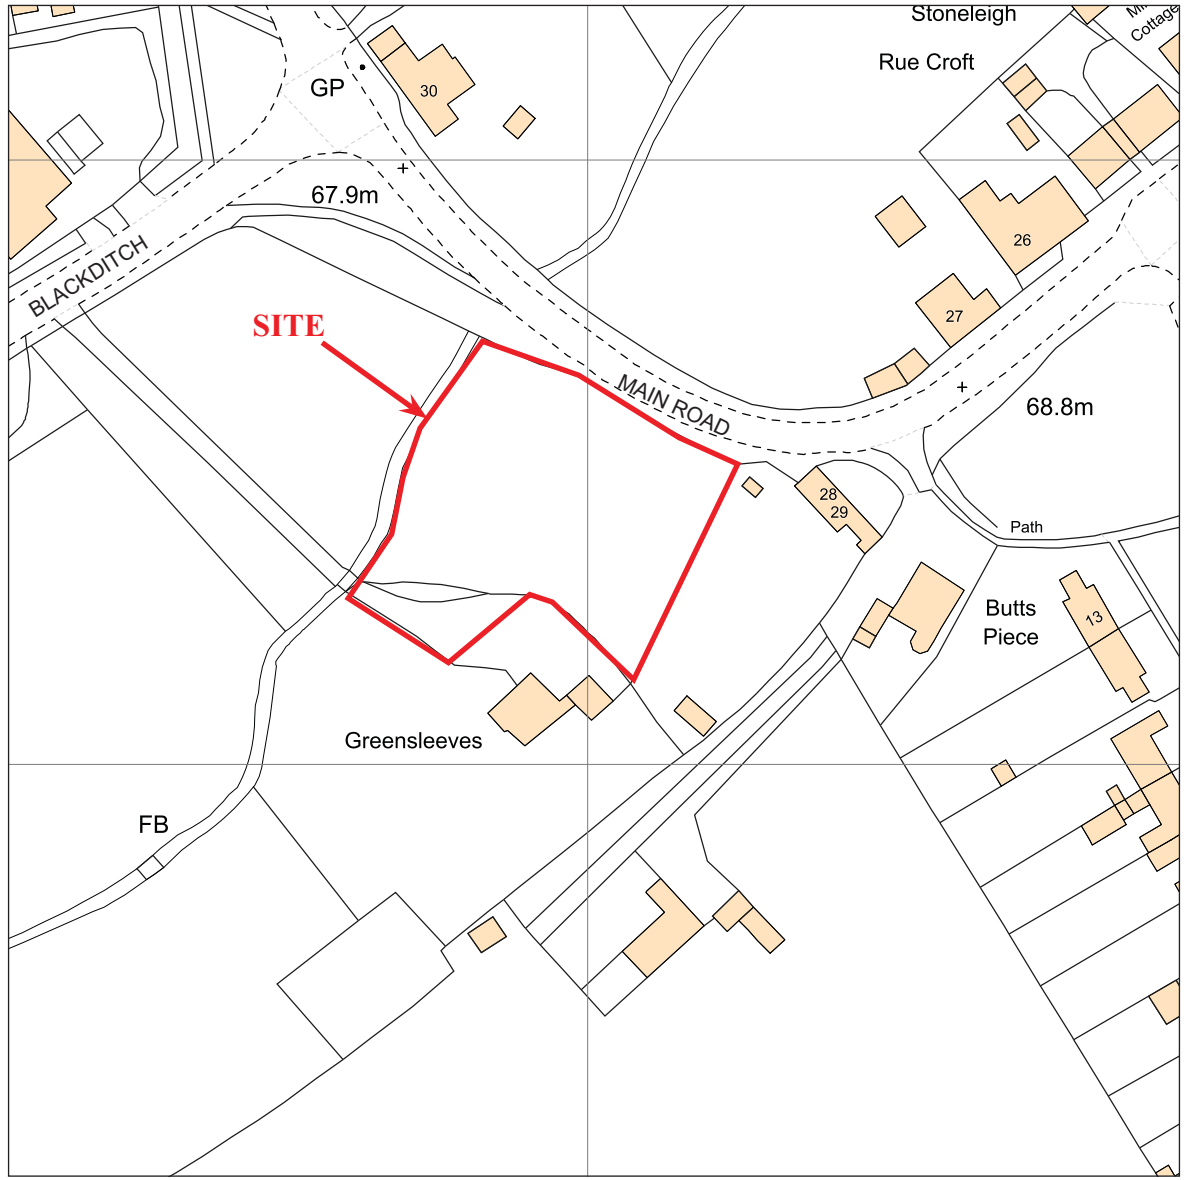 Stoneleigh
Cottage
Rue Croft
GP
30
67.9m
26
BLACKDITCH
27
SITE
MAIN ROAD
68.8m
28
29
Path
Butts
Piece
13
Greensleeves
FB